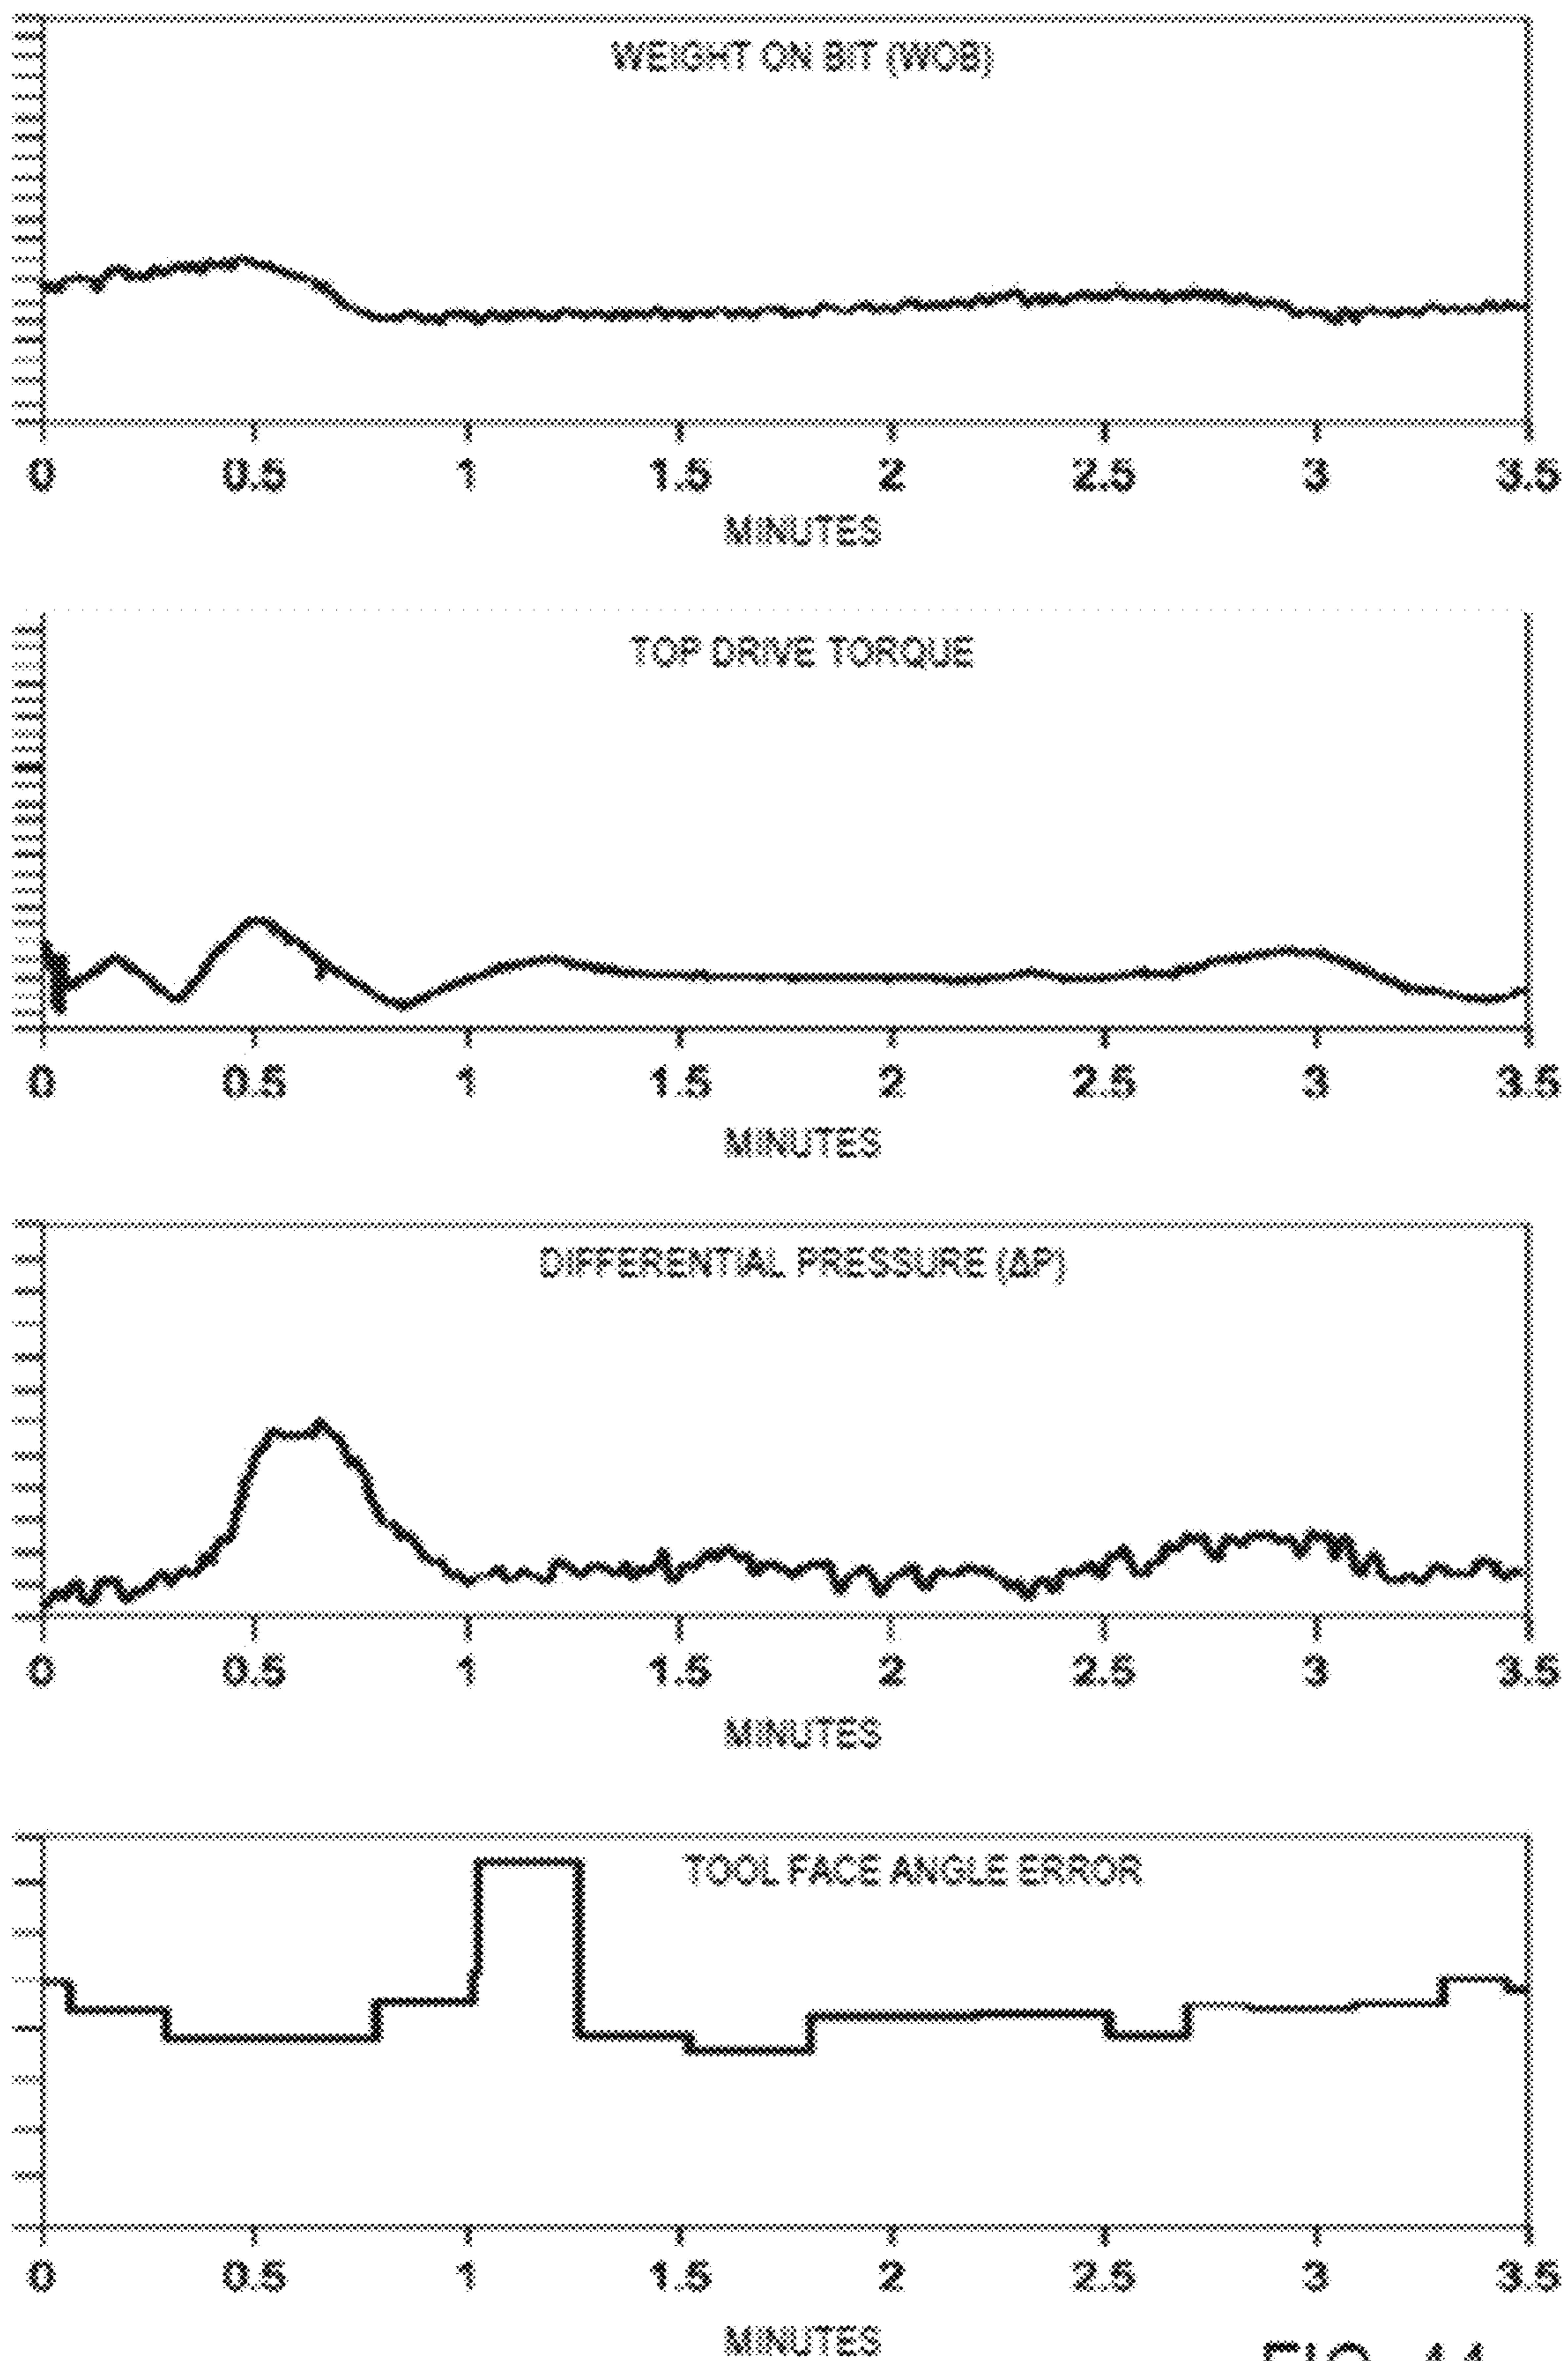 WEIGHT ON BIT (WOB)
0 0.5 1 1.5 2 2.5 3 3.5
MINUTES
TOP DRIVE TORQUE
0 0.5 1 1.5 2 2.5 3 3.5
MINUTES
DIFFERENTIAL PRESSURE (ΔP)
0 0.5 1 1.5 2 2.5 3 3.5
MINUTES
TOOL FACE ANGLE ERROR
0 0.5 1 1.5 2 2.5 3 3.5
MINUTES